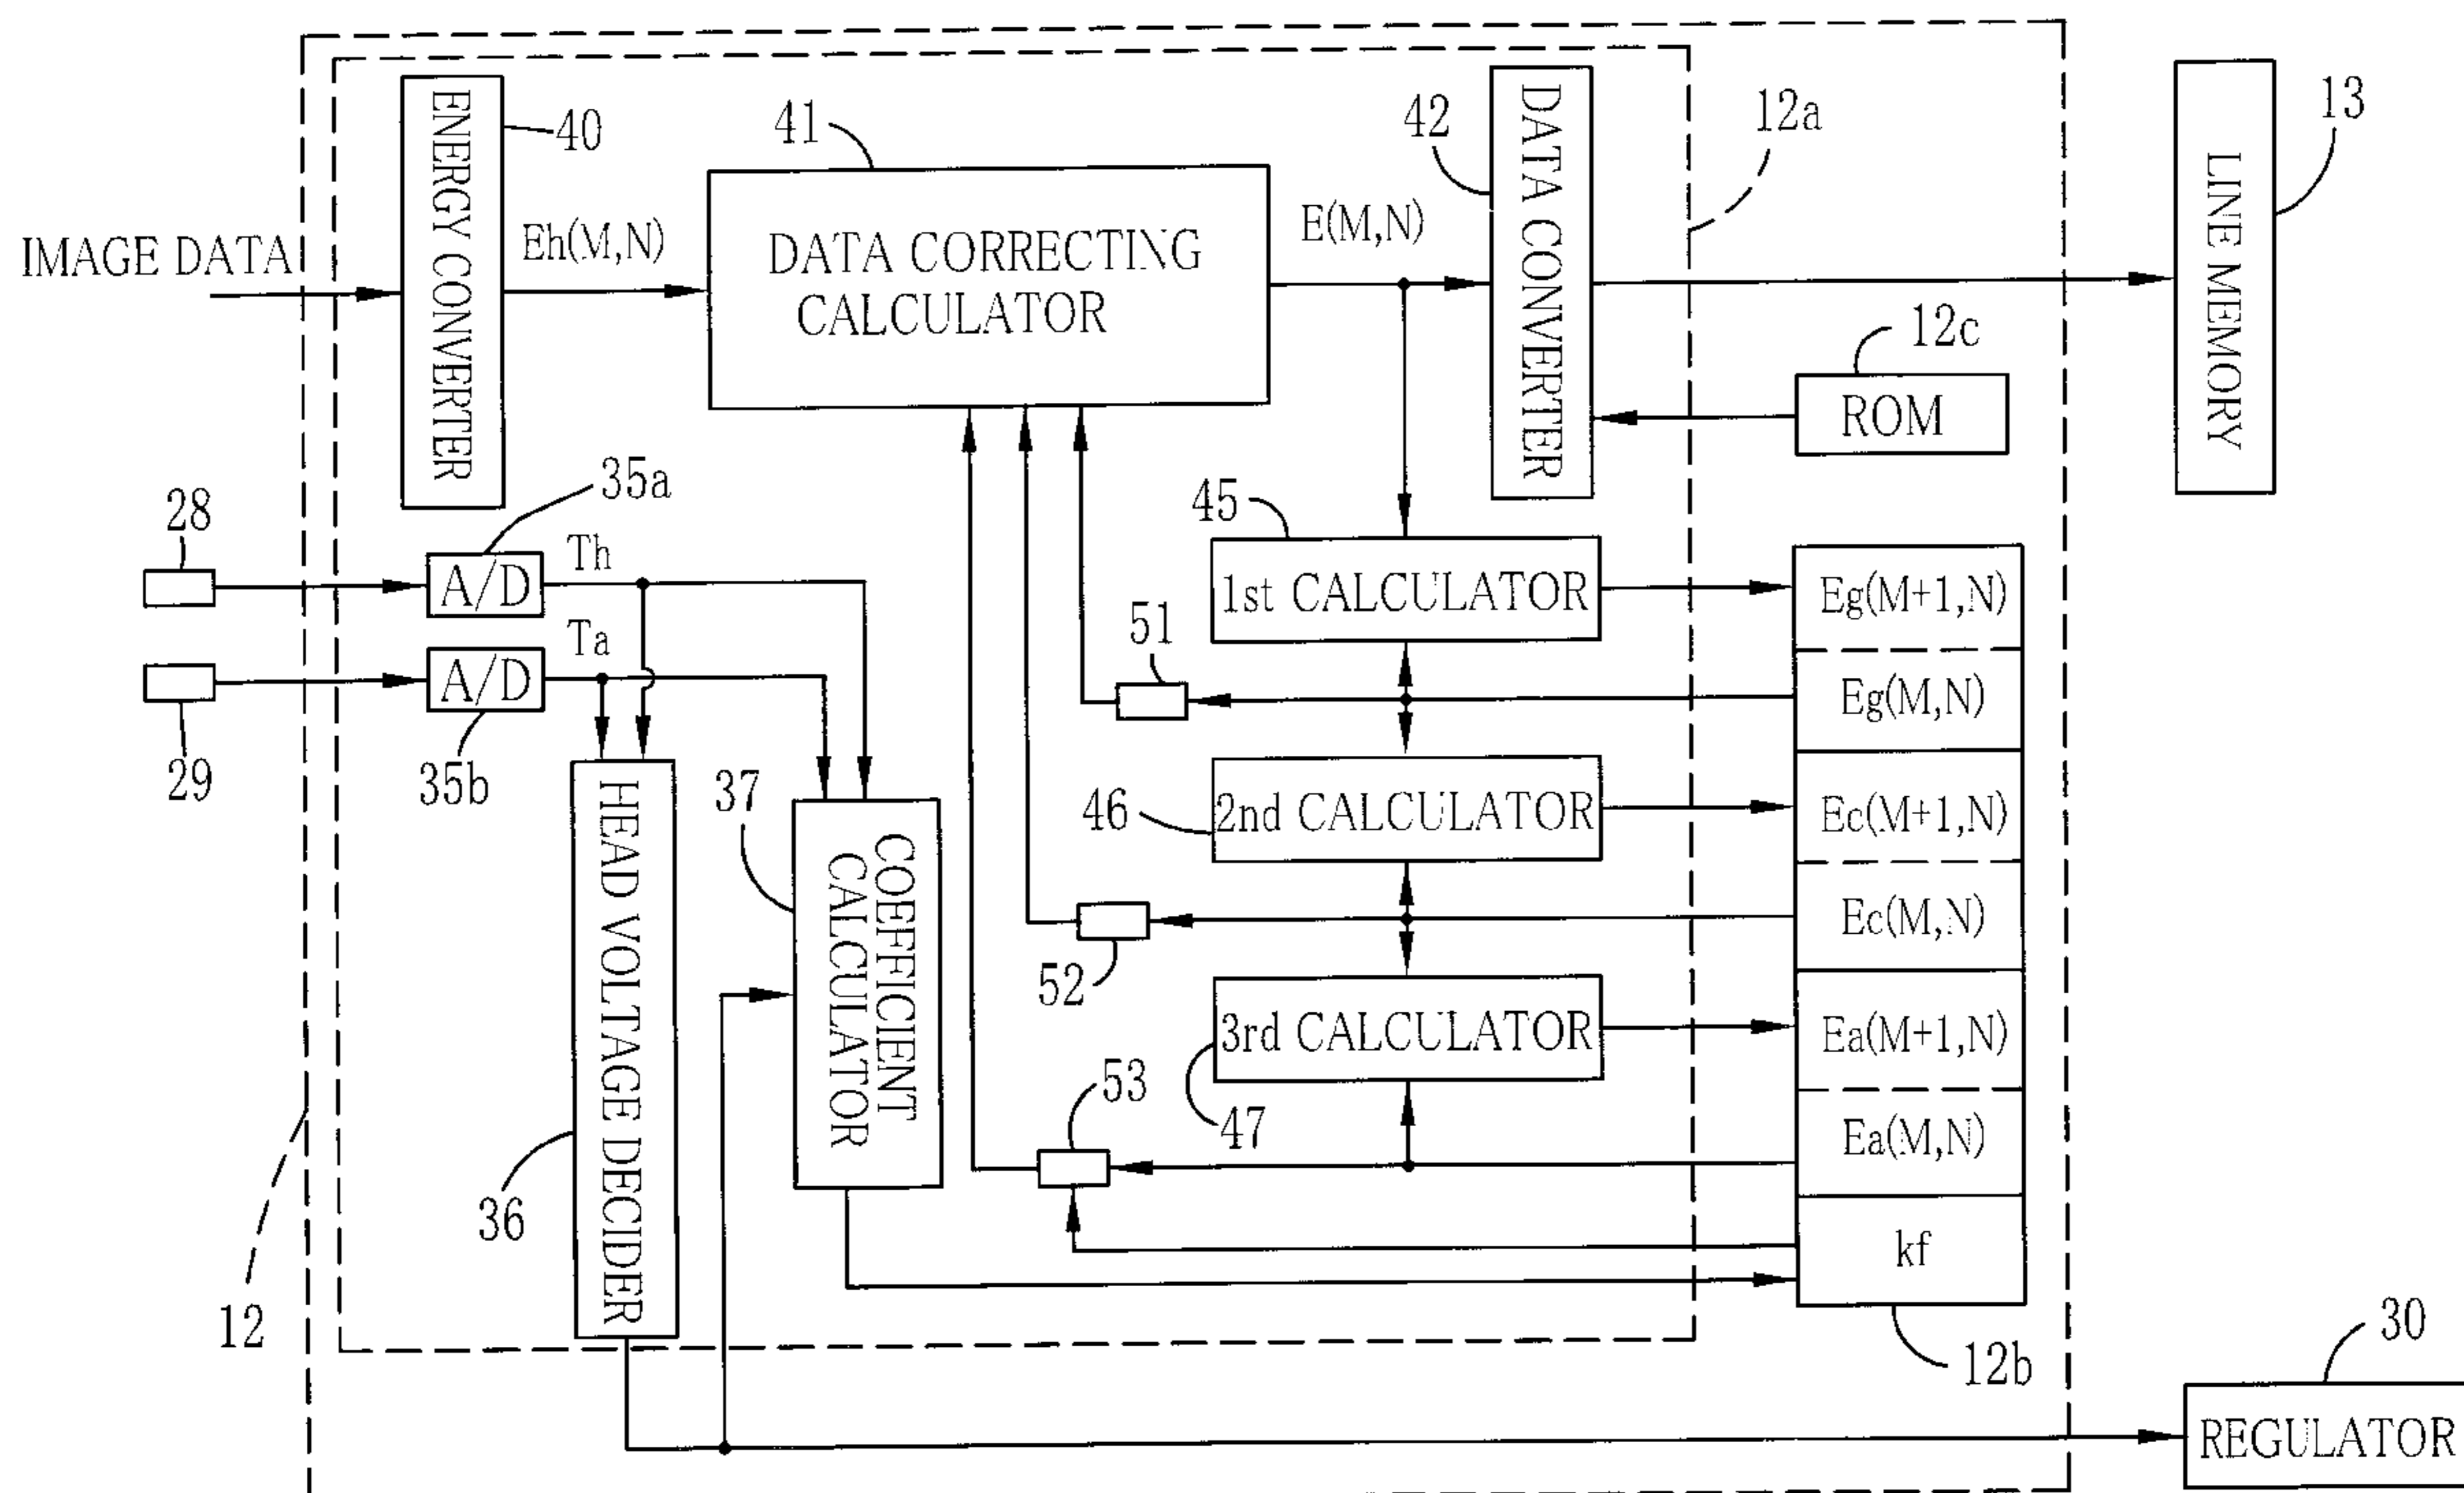 IMAGE DATA
ENERGY CONVERTER
40
Eh(M,N)
41
DATA CORRECTING
CALCULATOR
E(M,N)
42
DATA CONVERTER
12a
13
LINE MEMORY
12c
ROM
28
35a
A/D
Th
29
35b
A/D
Ta
36
HEAD VOLTAGE DECIDER
37
COEFFICIENT
CALCULATOR
45
1st CALCULATOR
51
46
2nd CALCULATOR
52
3rd CALCULATOR
47
53
Eg(M+1,N)
Eg(M,N)
Ec(M+1,N)
Ec(M,N)
Ea(M+1,N)
Ea(M,N)
kf
12b
12
30
REGULATOR